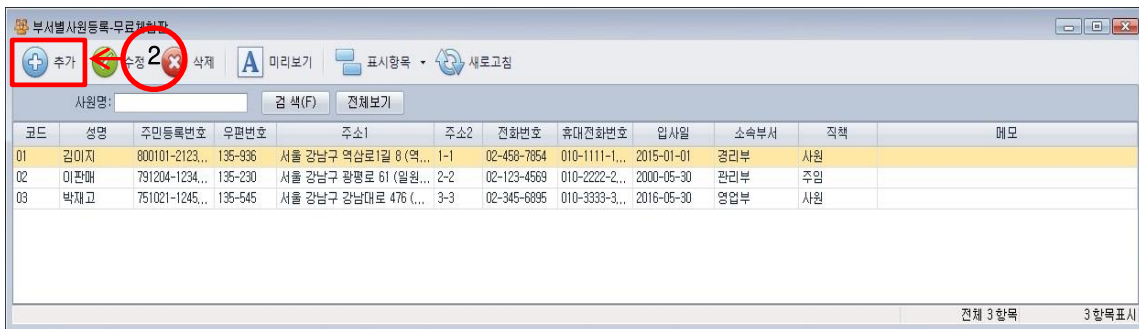 부서별사원등록-무료체험판
추가 2 수정 삭제 A 미리보기 표시항목 새로고침
사원명: 검 색(F) 전체보기
코드 성명 주민등록번호 우편번호 주소1 주소2 전화번호 휴대전화번호 입사일 소속부서 직책 메모
01 김이지 800101-2123... 135-936 서울 강남구 역삼로1길 8 (역... 1-1 02-458-7854 010-1111-1... 2015-01-01 경리부 사원
02 이판매 791204-1234... 135-230 서울 강남구 광평로 61 (일원... 2-2 02-123-4569 010-2222-2... 2000-05-30 관리부 주임
03 박재고 751021-1245... 135-545 서울 강남구 강남대로 476 (... 3-3 02-345-6895 010-3333-3... 2016-05-30 영업부 사원
전체 3 항목 3 항목표시